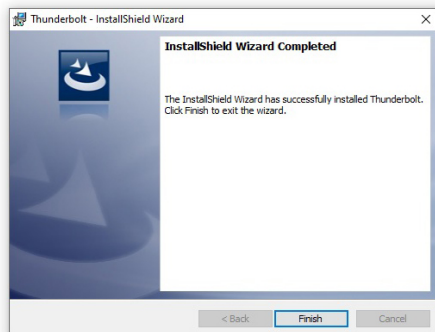 Thunderbolt - InstallShield Wizard
InstallShield Wizard Completed
The InstallShield Wizard has successfully installed Thunderbolt.
Click Finish to exit the wizard.
< Back
Finish
Cancel